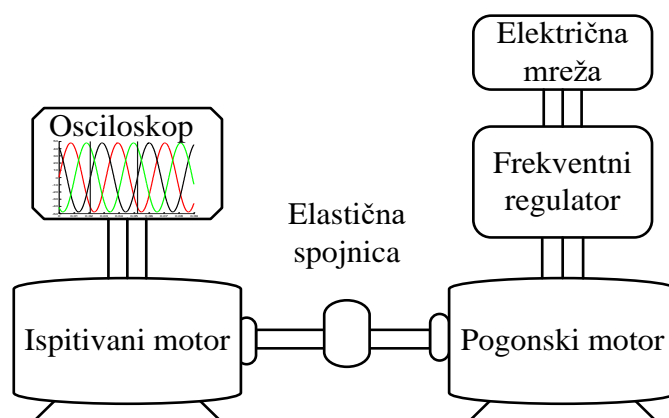 Električna
mreža
Osciloskop
Frekventni
regulator
Elastična
spojnica
Ispitivani motor
Pogonski motor